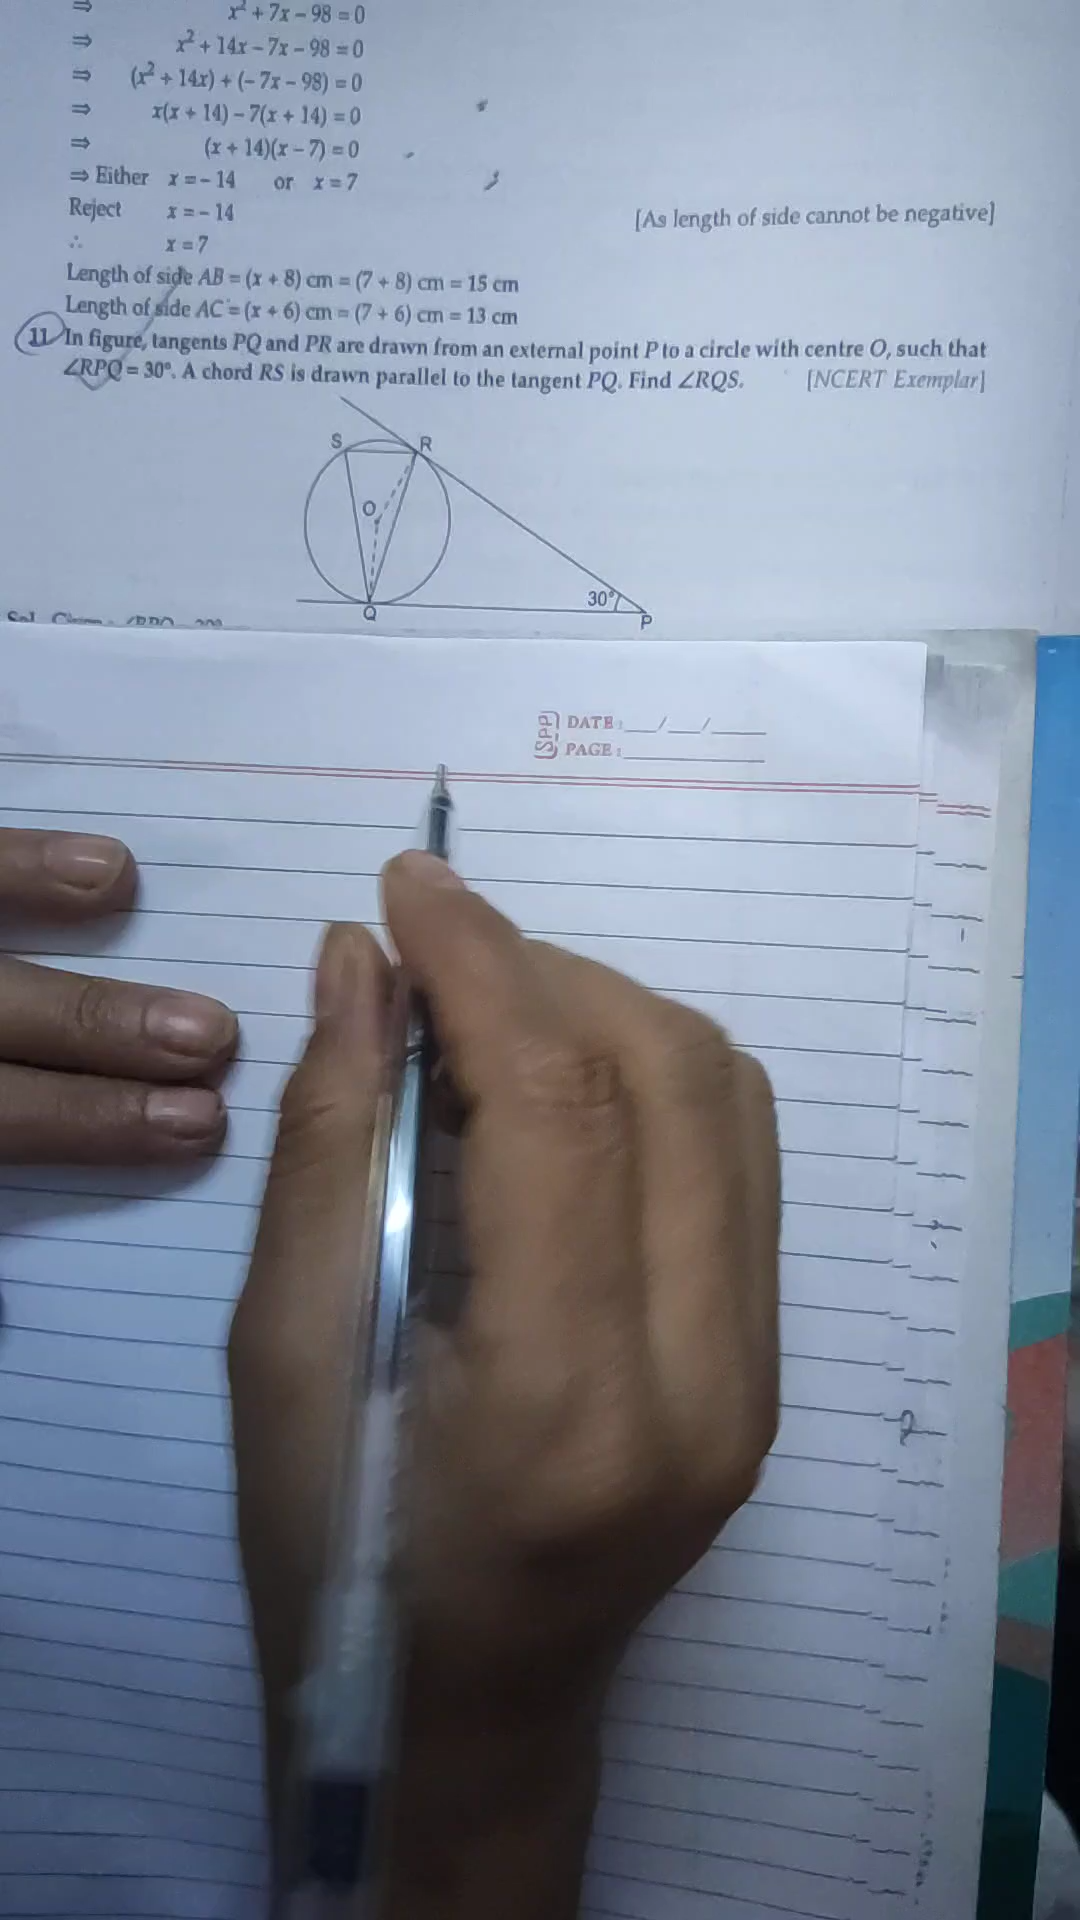 ⇒ x² + 7x – 98 = 0
⇒ x² + 14x – 7x – 98 = 0
⇒ (x² + 14x) + (– 7x – 98) = 0
⇒ x(x + 14) – 7(x + 14) = 0
⇒ (x + 14)(x – 7) = 0
⇒ Either x = – 14 or x = 7
Reject x = – 14 [As length of side cannot be negative]
∴ x = 7
Length of side AB = (x + 8) cm = (7 + 8) cm = 15 cm
Length of side AC = (x + 6) cm = (7 + 6) cm = 13 cm
11. In figure, tangents PQ and PR are drawn from an external point P to a circle with centre O, such that
∠RPQ = 30°. A chord RS is drawn parallel to the tangent PQ. Find ∠RQS. [NCERT Exemplar]
S R
O
30°
Q P
SPP DATE : __/__/____
PAGE :